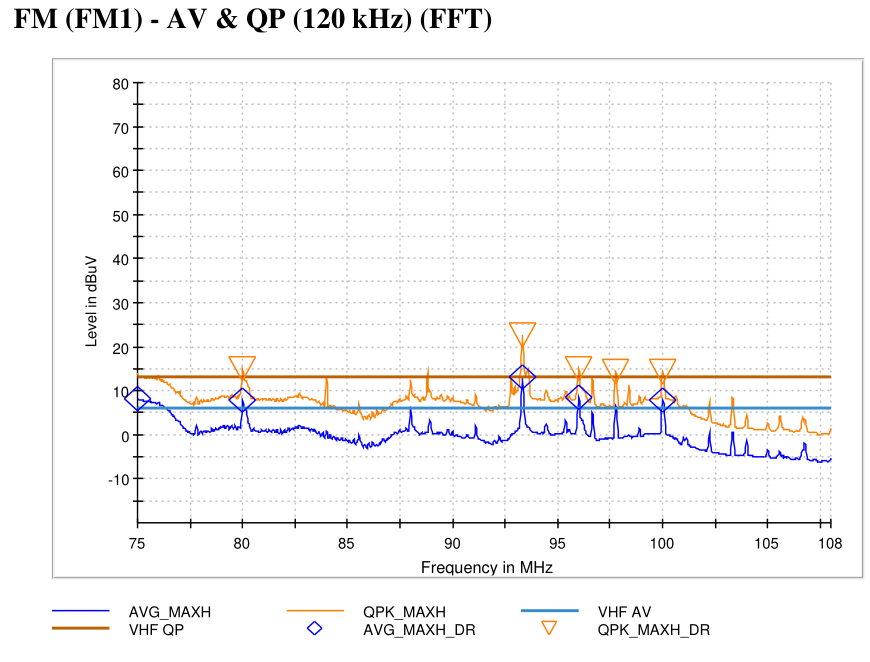 FM (FM1) - AV & QP (120 kHz) (FFT)
80
70
60
50
40
30
20
10
0
-10
Level in dBuV
75 80 85 90 95 100 105 108
Frequency in MHz
AVG_MAXH QPK_MAXH VHF AV
VHF QP AVG_MAXH_DR QPK_MAXH_DR